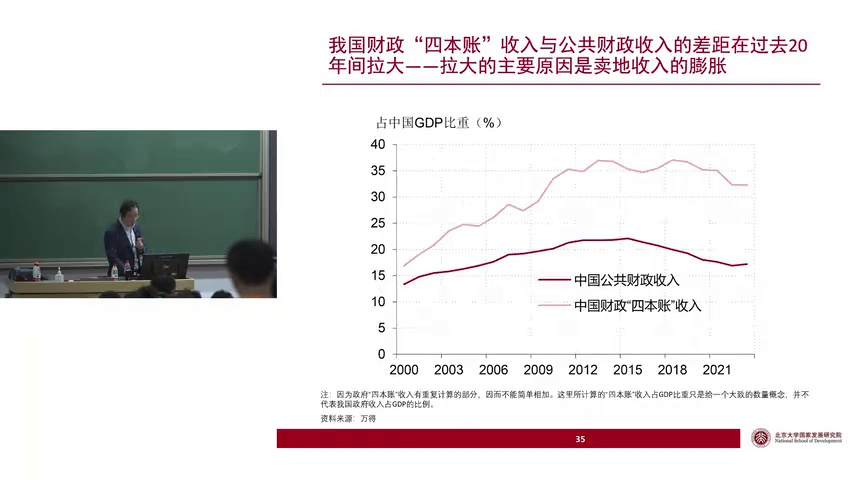 我国财政“四本账”收入与公共财政收入的差距在过去20
年间拉大——拉大的主要原因是卖地收入的膨胀
占中国GDP比重（%）
40
35
30
25
20
15
10
5
0
中国公共财政收入
中国财政“四本账”收入
2000 2003 2006 2009 2012 2015 2018 2021
注：因为政府“四本账”收入有重复计算的部分，因而不能简单相加。这里所计算的“四本账”收入占GDP比重只是给一个大致的数量概念，并不
代表我国政府收入占GDP的比例。
资料来源：万得
35
北京大学国家发展研究院
National School of Development